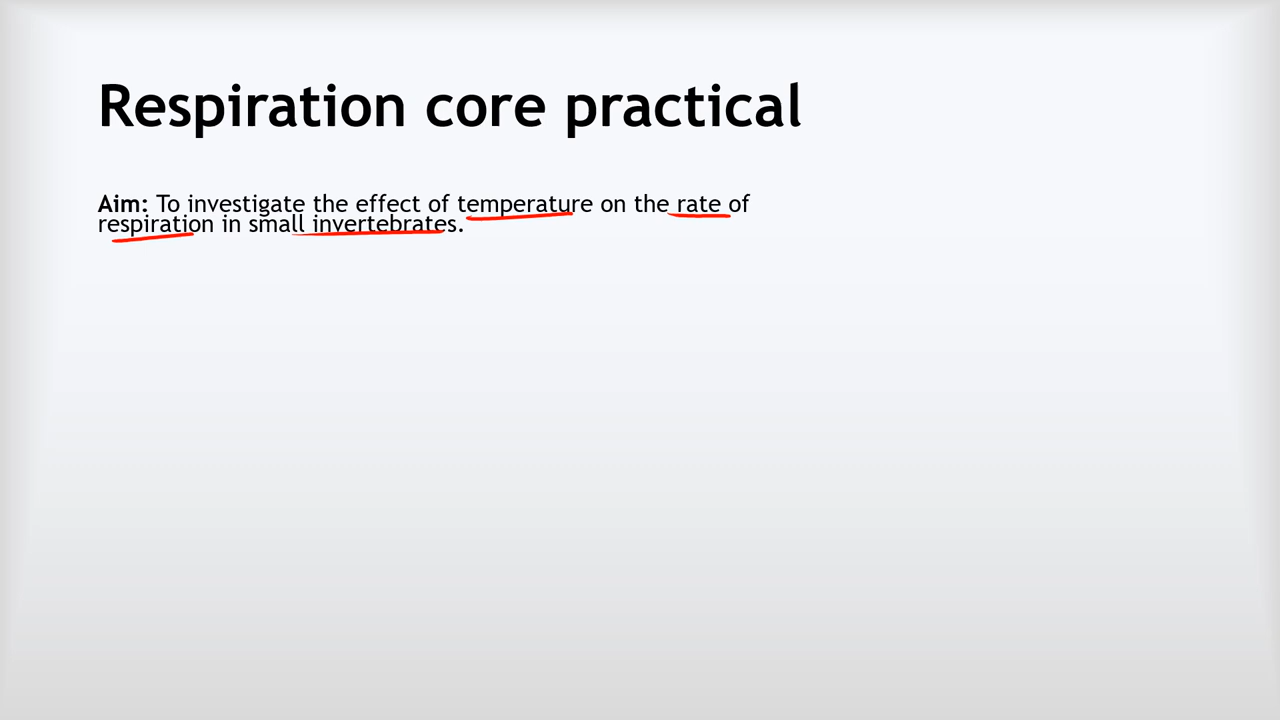 Respiration core practical
Aim: To investigate the effect of temperature on the rate of
respiration in small invertebrates.